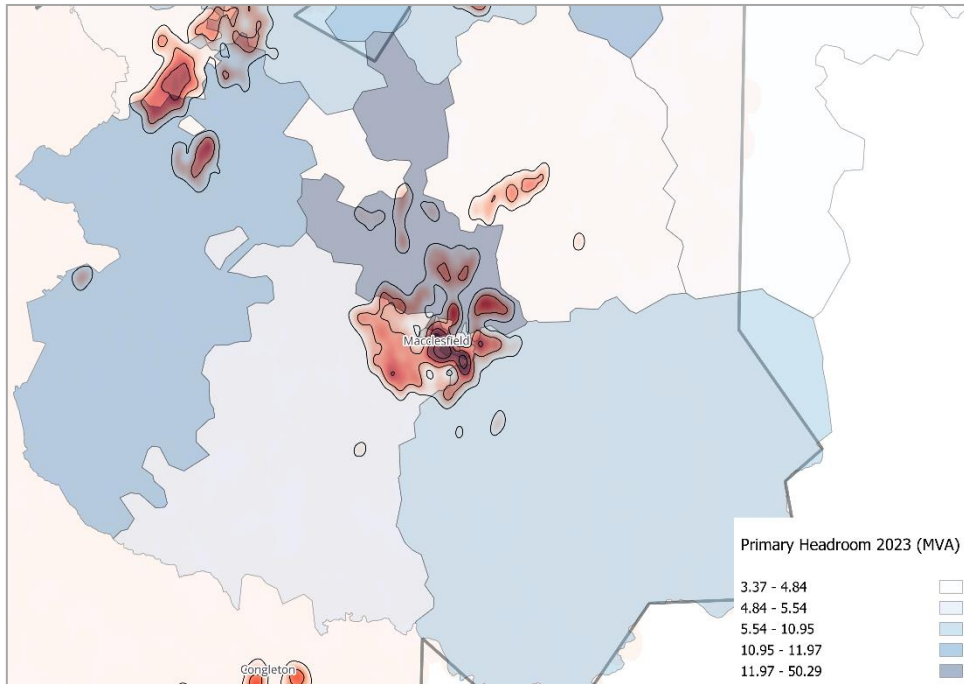 Macclesfield
Congleton
Primary Headroom 2023 (MVA)
3.37 - 4.84
4.84 - 5.54
5.54 - 10.95
10.95 - 11.97
11.97 - 50.29